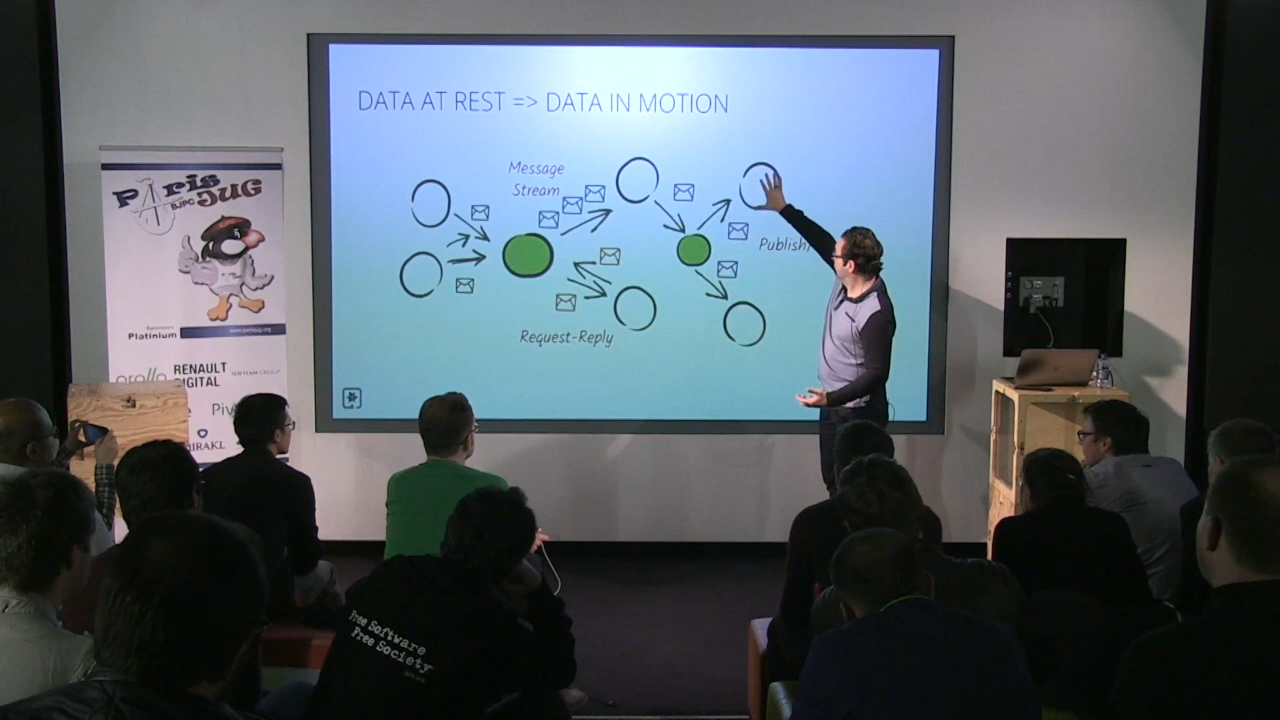 DATA AT REST => DATA IN MOTION
Message
Stream
Publish
Request-Reply
Paris
JUG
Platinium
RENAULT
DIGITAL
Free Software
Free Society